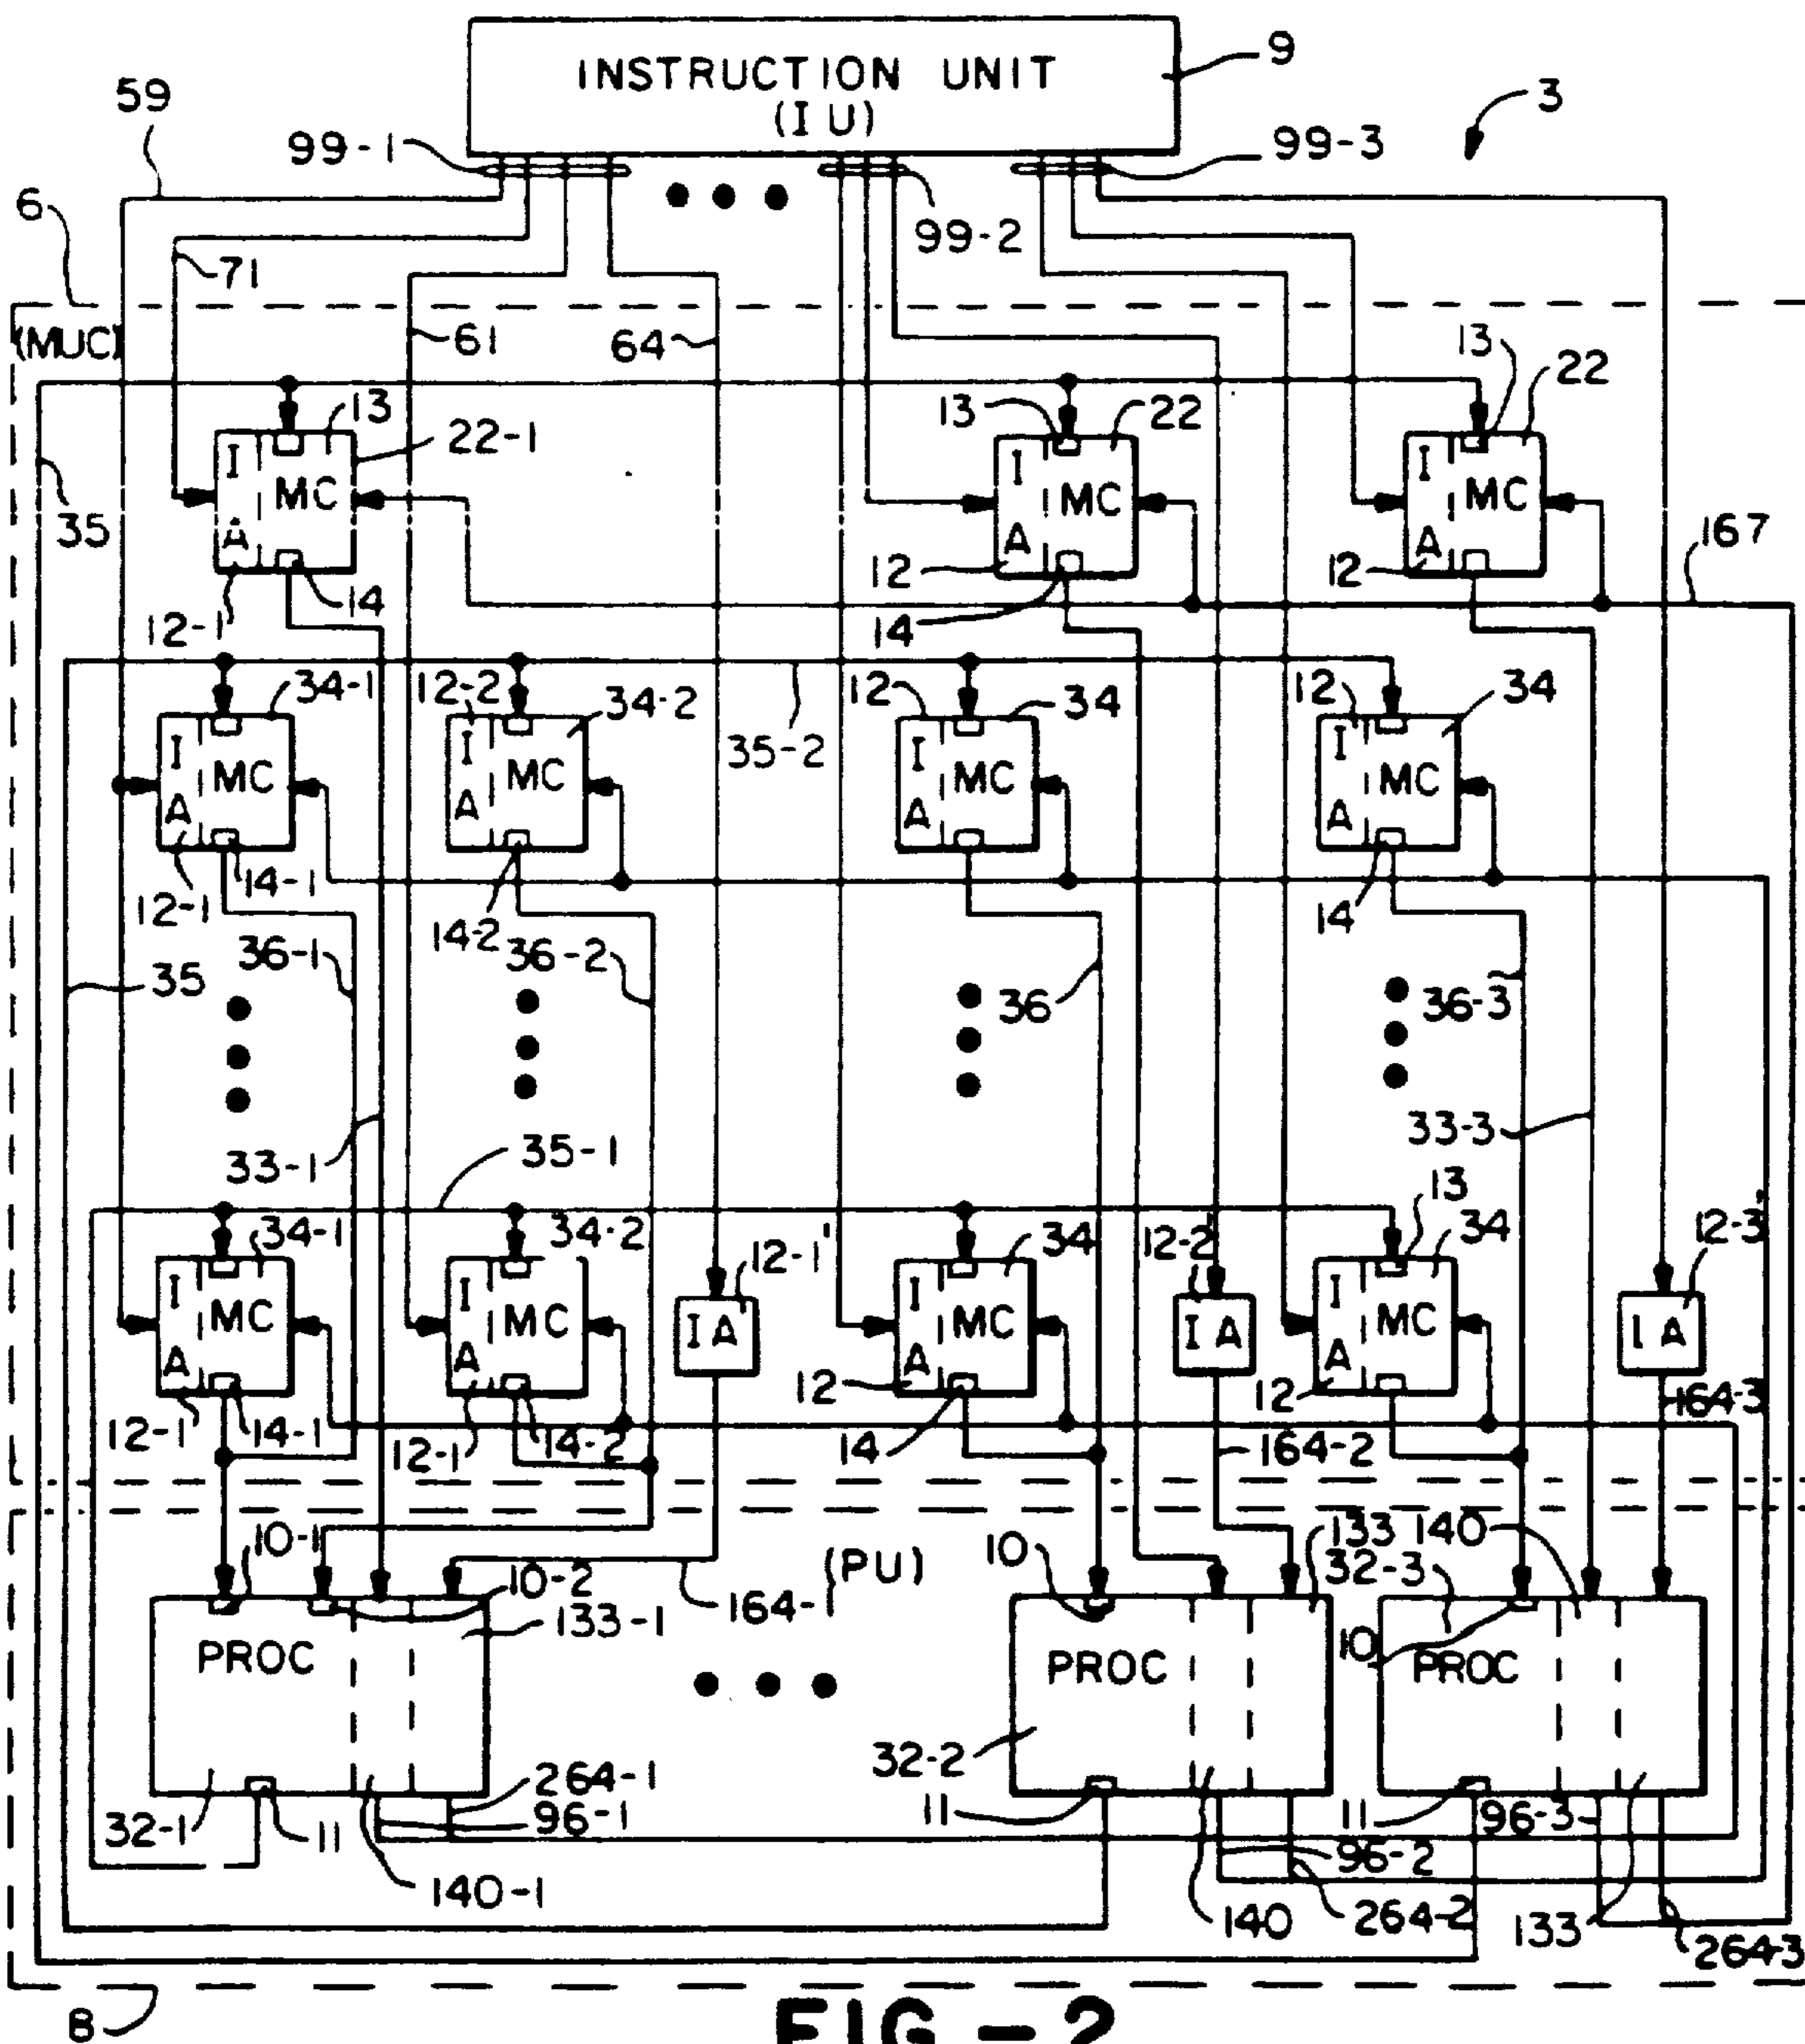 INSTRUCTION UNIT
(IU)
9
3
59
99-1
99-3
99-2
6
71
(MUC)
61
64
13
22
13
22-1
13
22
I
A
MC
I
A
MC
I
A
MC
35
167
12
12
12-1
14
14
34-1
12-2
34-2
12
34
12
34
35-2
I
A
MC
I
A
MC
I
A
MC
I
A
MC
12-1
14-1
14-2
14
36-1
36-2
35
36
36-3
33-1
35-1
33-3
13
34-1
34-2
12-1'
34
12-2'
34
12-3'
I
A
MC
I
A
MC
IA
I
A
MC
IA
I
A
MC
IA
12
12
164-3
12-1
14-1
12-1
14-2
14
164-2
10-1
10-2
164-1
(PU)
10
133
140
32-3
133-1
10
PROC
PROC
PROC
32-2
264-1
96-1
32-1
11
11
11
96-3
96-2
140-1
140
264-2
133
264-3
8
FIG-2